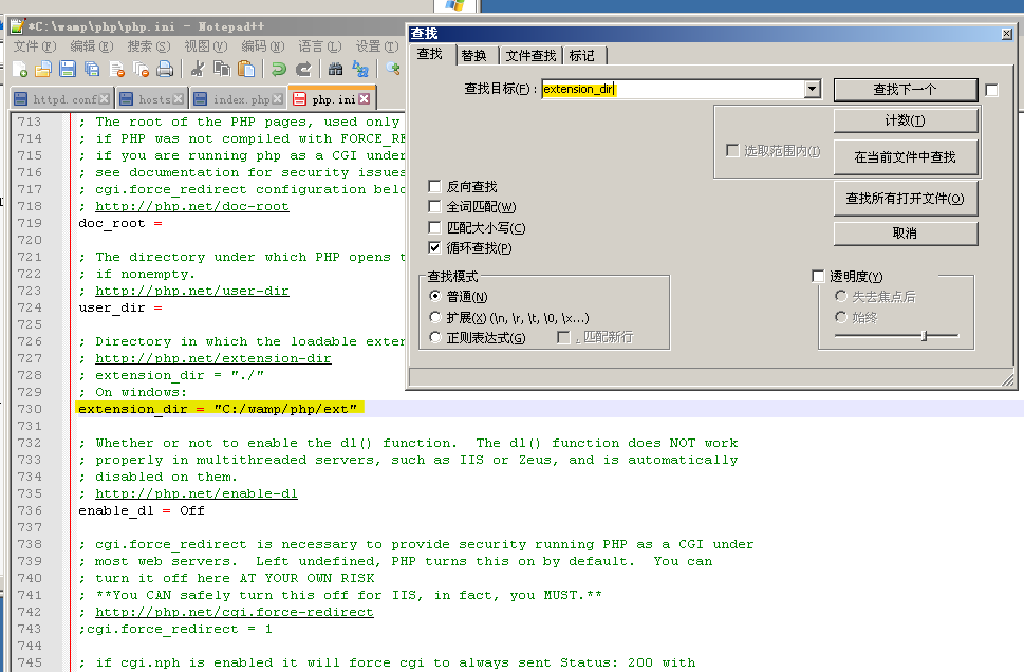 *C:\wamp\php\php.ini - Notepad++
文件(F) 编辑(E) 搜索(S) 视图(V) 编码(N) 语言(L) 设置(T)
httpd.conf hosts index.php php.ini
713 ; The root of the PHP pages, used only
714 ; if PHP was not compiled with FORCE_RE
715 ; if you are running php as a CGI under
716 ; see documentation for security issues
717 ; cgi.force_redirect configuration belo
718 ; http://php.net/doc-root
719 doc_root =
720
721 ; The directory under which PHP opens t
722 ; if nonempty.
723 ; http://php.net/user-dir
724 user_dir =
725
726 ; Directory in which the loadable exter
727 ; http://php.net/extension-dir
728 ; extension_dir = "./"
729 ; On windows:
730 extension_dir = "C:/wamp/php/ext"
731
732 ; Whether or not to enable the dl() function.  The dl() function does NOT work
733 ; properly in multithreaded servers, such as IIS or Zeus, and is automatically
734 ; disabled on them.
735 ; http://php.net/enable-dl
736 enable_dl = Off
737
738 ; cgi.force_redirect is necessary to provide security running PHP as a CGI under
739 ; most web servers.  Left undefined, PHP turns this on by default.  You can
740 ; turn it off here AT YOUR OWN RISK
741 ; **You CAN safely turn this off for IIS, in fact, you MUST.**
742 ; http://php.net/cgi.force-redirect
743 ;cgi.force_redirect = 1
744
745 ; if cgi.nph is enabled it will force cgi to always sent Status: 200 with
查找
查找 替换 文件查找 标记
查找目标(F) : extension_dir
查找下一个
计数(T)
选取范围内(I)
在当前文件中查找
查找所有打开文件(O)
取消
反向查找
全词匹配(W)
匹配大小写(C)
循环查找(P)
查找模式
普通(N)
扩展(X) (\n, \r, \t, \0, \x...)
正则表达式(G) . 匹配新行
透明度(Y)
失去焦点后
始终